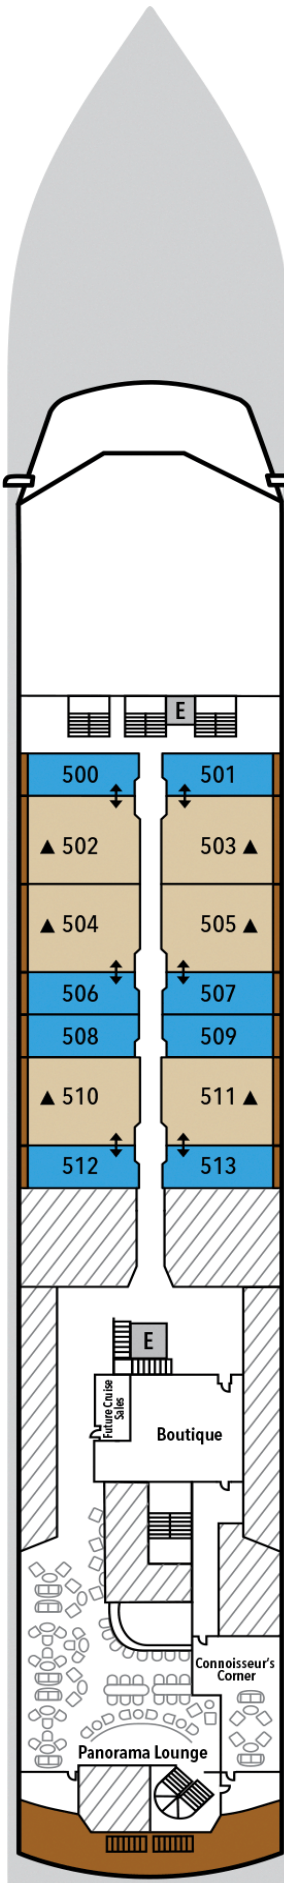 E
500 501
▲ 502 503 ▲
▲ 504 505 ▲
506 507
508 509
▲ 510 511 ▲
512 513
E
Future Cruise
Sales
Boutique
Connoisseur's
Corner
Panorama Lounge